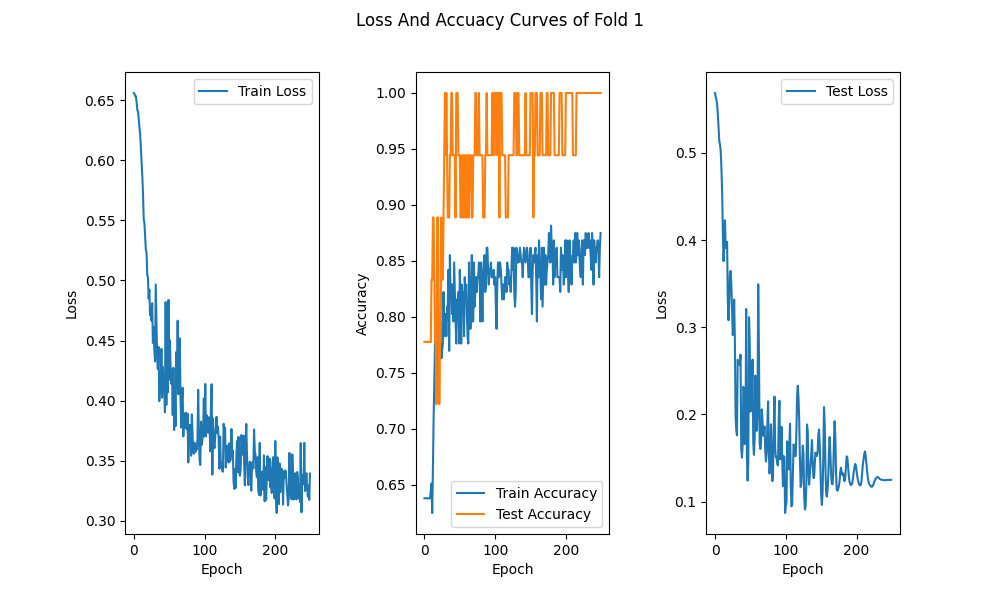 Loss And Accuacy Curves of Fold 1
Train Loss
0.65
0.60
0.55
0.50
0.45
0.40
0.35
0.30
Loss
0
100
200
Epoch
1.00
0.95
0.90
0.85
0.80
0.75
0.70
0.65
Accuracy
Train Accuracy
Test Accuracy
0
100
200
Epoch
Test Loss
0.5
0.4
0.3
0.2
0.1
Loss
0
100
200
Epoch